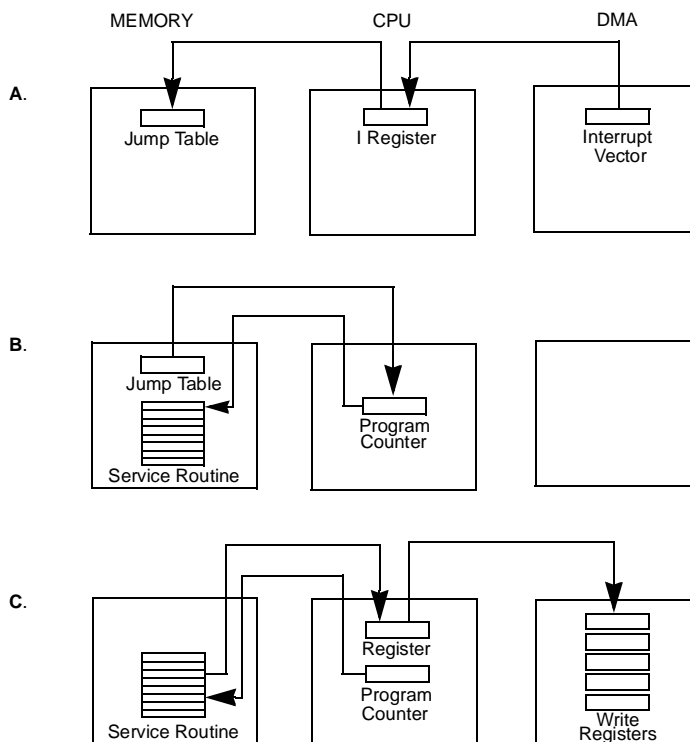 MEMORY CPU DMA
A.
Jump Table
I Register
Interrupt
Vector
B.
Jump Table
Service Routine
Program
Counter
C.
Service Routine
Register
Program
Counter
Write
Registers